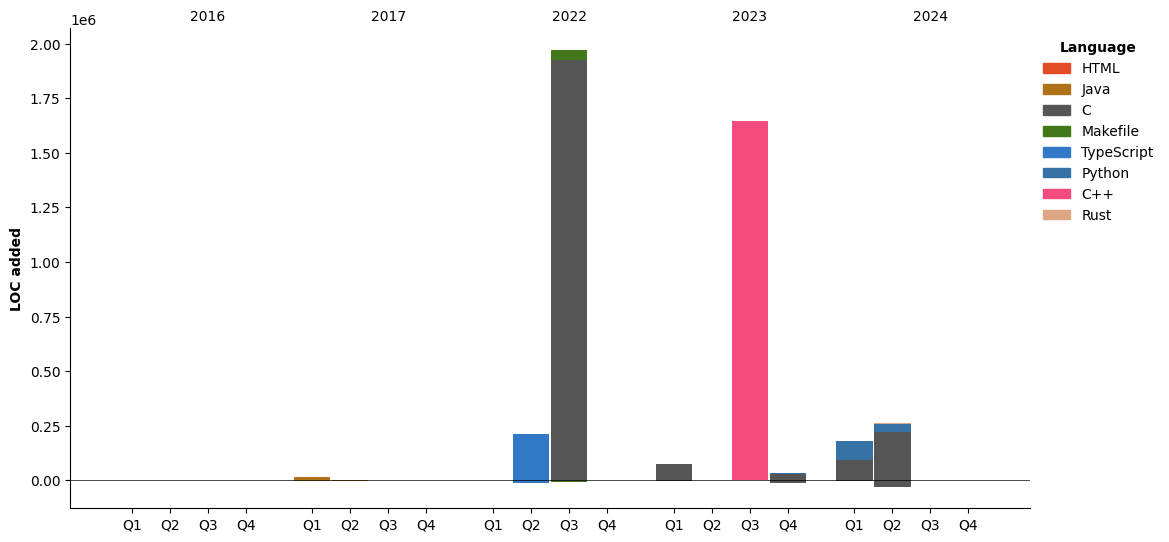 2016 2017 2022 2023 2024
1e6
2.00
1.75
1.50
1.25
1.00
0.75
0.50
0.25
0.00
LOC added
Q1 Q2 Q3 Q4 Q1 Q2 Q3 Q4 Q1 Q2 Q3 Q4 Q1 Q2 Q3 Q4 Q1 Q2 Q3 Q4
Language
HTML
Java
C
Makefile
TypeScript
Python
C++
Rust